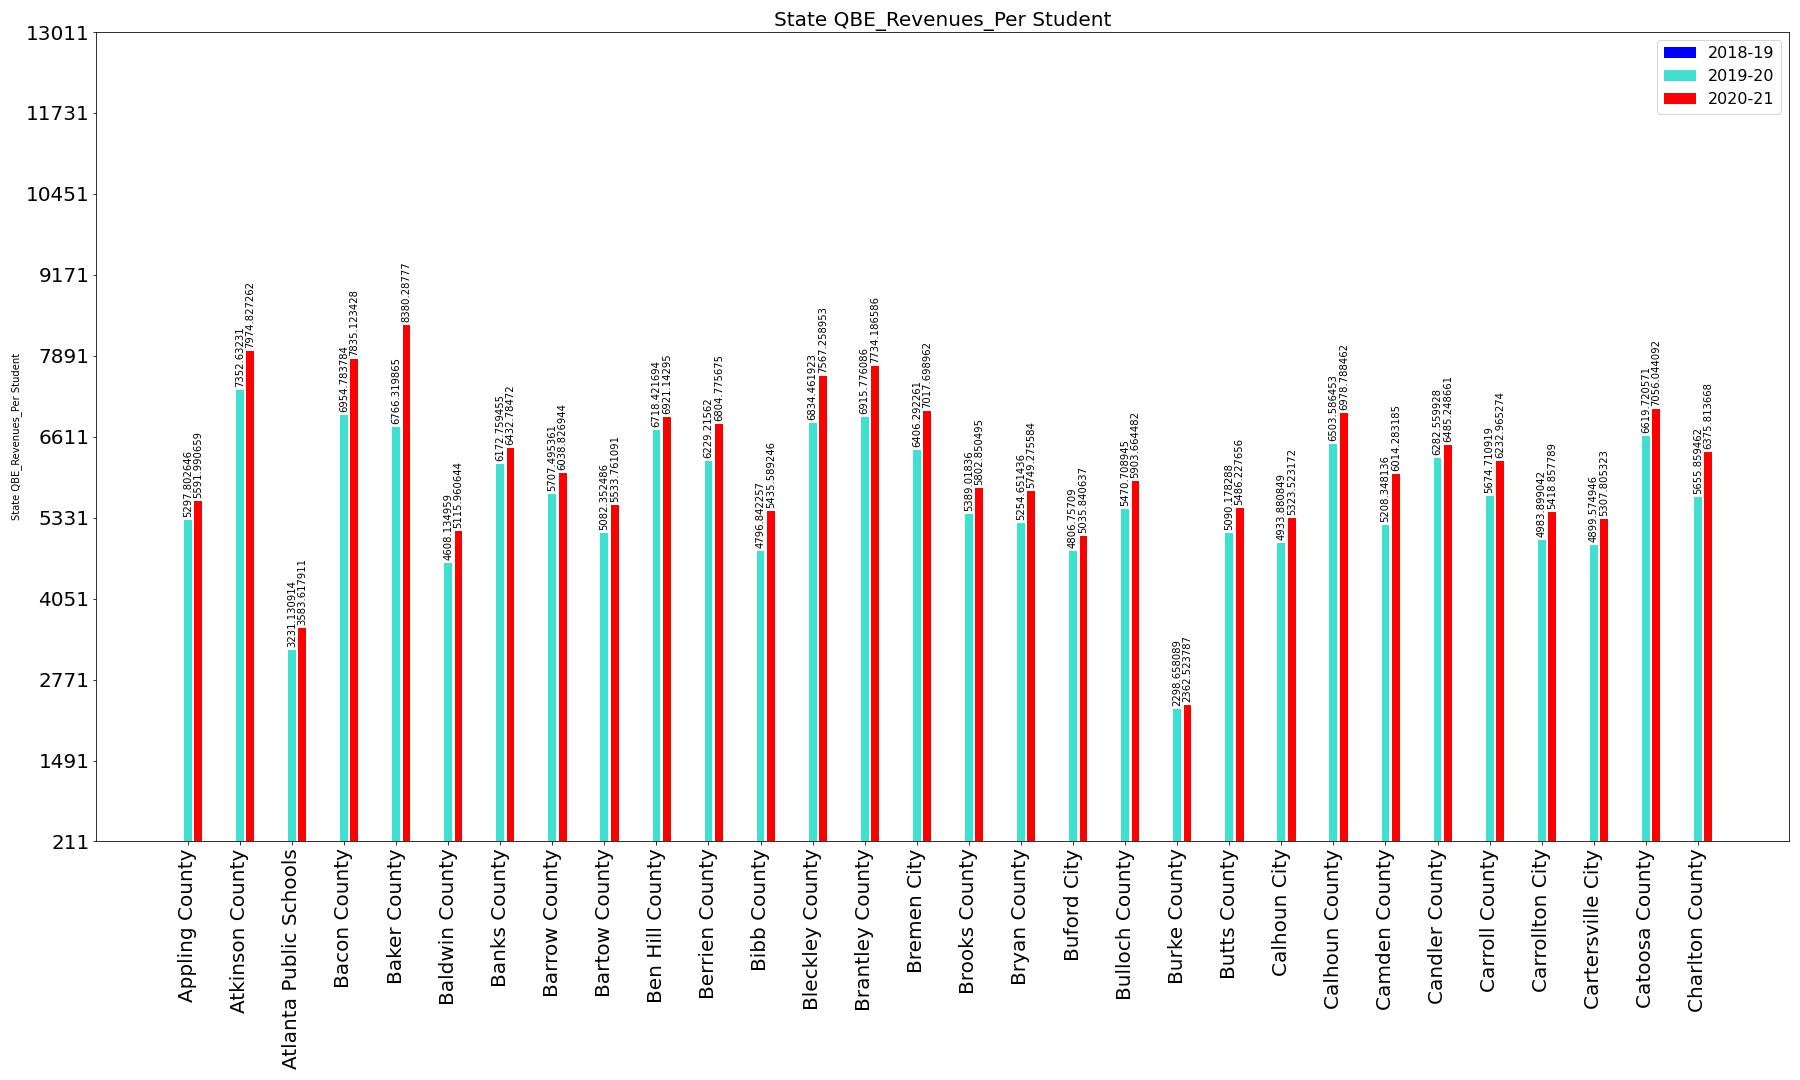 State QBE_Revenues_Per Student
13011
11731
10451
9171
7891
6611
5331
4051
2771
1491
211
State QBE_Revenues_Per Student
2018-19
2019-20
2020-21
5297.802646
5591.990659
7352.63231
7974.827262
3231.130914
3583.617911
6954.783784
7835.123428
6766.319865
8380.28777
4608.13495
5115.960644
6172.759455
6432.78472
5707.495361
6038.826944
5082.352486
5533.761091
6718.421694
6921.14295
6229.21562
6804.775675
4796.842257
5435.589246
6834.461923
7567.258953
6915.776086
7734.186586
6406.292261
7017.698962
5389.01836
5802.850495
5254.651436
5749.275584
4806.75709
5035.840637
5470.708945
5903.664482
2298.658089
2362.523787
5090.178288
5486.227656
4933.880849
5323.523172
6503.586453
6978.788462
5208.348136
6014.283185
6282.559928
6485.248661
5674.710919
6232.965274
4983.899042
5418.857789
4899.574946
5307.805323
6619.720571
7056.044092
5655.859462
6375.813668
Appling County
Atkinson County
Atlanta Public Schools
Bacon County
Baker County
Baldwin County
Banks County
Barrow County
Bartow County
Ben Hill County
Berrien County
Bibb County
Bleckley County
Brantley County
Bremen City
Brooks County
Bryan County
Buford City
Bulloch County
Burke County
Butts County
Calhoun City
Calhoun County
Camden County
Candler County
Carroll County
Carrollton City
Cartersville City
Catoosa County
Charlton County